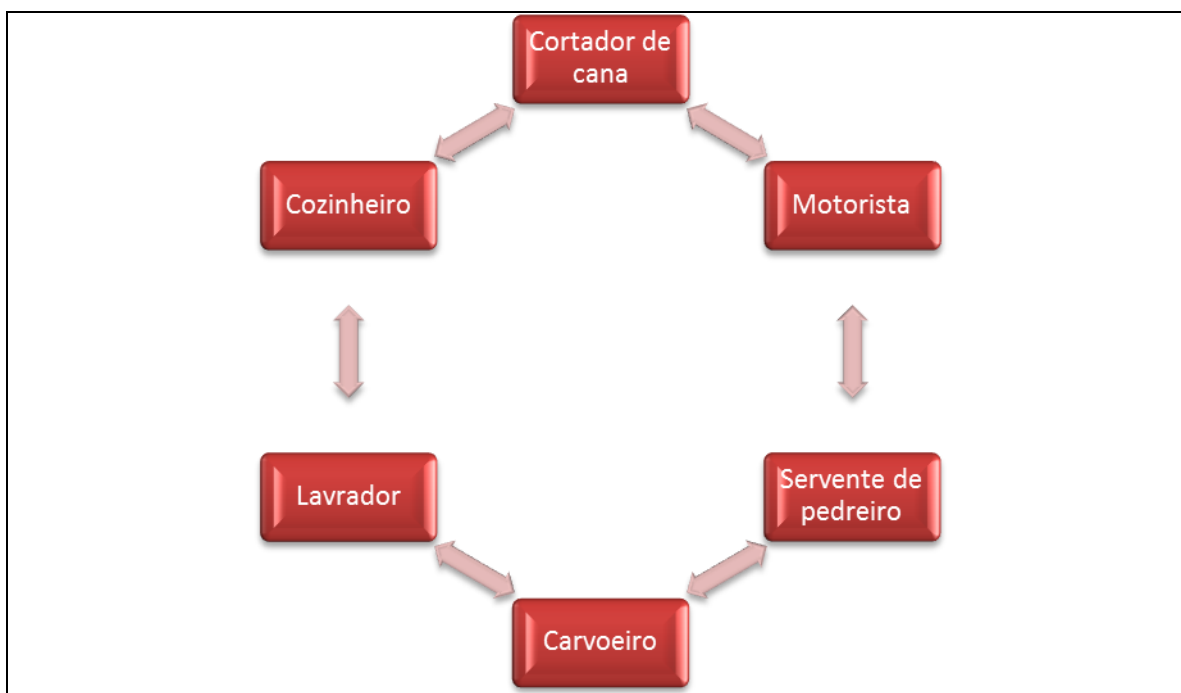 Cortador de
cana
Cozinheiro
Motorista
Lavrador
Servente de
pedreiro
Carvoeiro